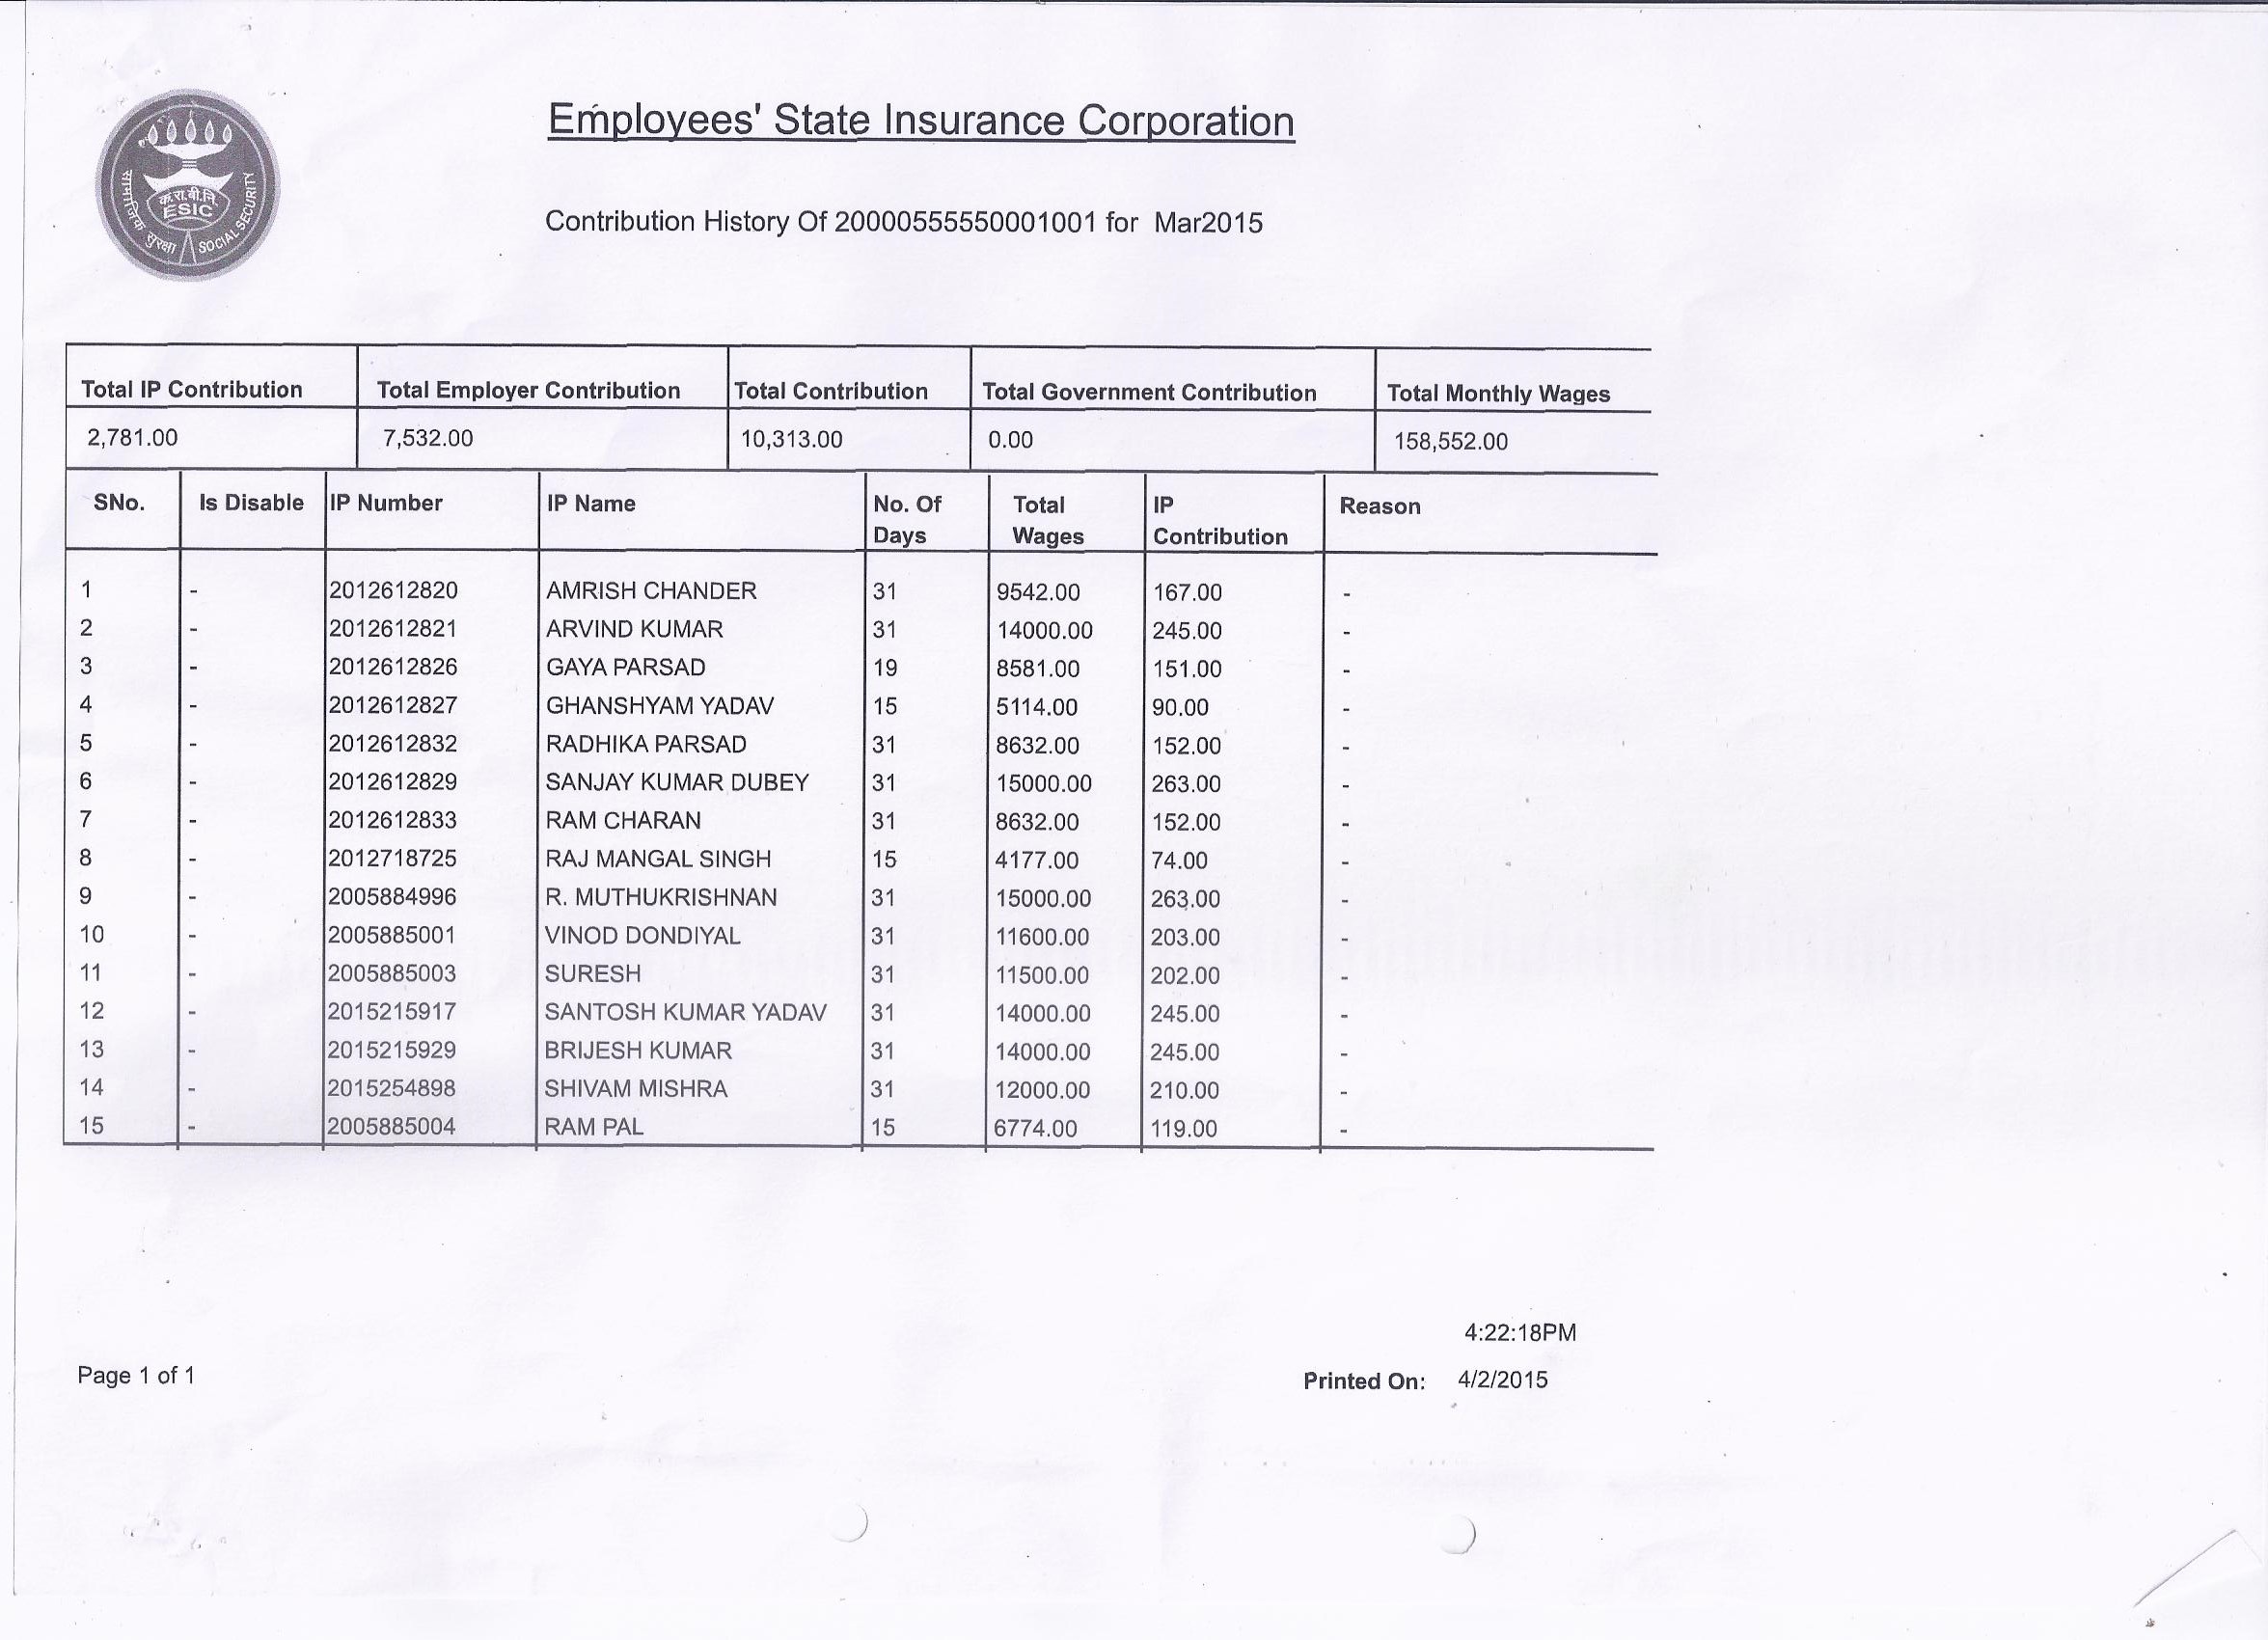 क.रा.बी.नि.
ESIC
सामाजिक सुरक्षा
SOCIAL SECURITY
Employees' State Insurance Corporation
Contribution History Of 20000555550001001 for Mar2015
Total IP Contribution Total Employer Contribution Total Contribution Total Government Contribution Total Monthly Wages
2,781.00 7,532.00 10,313.00 0.00 158,552.00
SNo. Is Disable IP Number IP Name No. Of Total IP Reason
Days Wages Contribution
1 - 2012612820 AMRISH CHANDER 31 9542.00 167.00 -
2 - 2012612821 ARVIND KUMAR 31 14000.00 245.00 -
3 - 2012612826 GAYA PARSAD 19 8581.00 151.00 -
4 - 2012612827 GHANSHYAM YADAV 15 5114.00 90.00 -
5 - 2012612832 RADHIKA PARSAD 31 8632.00 152.00 -
6 - 2012612829 SANJAY KUMAR DUBEY 31 15000.00 263.00 -
7 - 2012612833 RAM CHARAN 31 8632.00 152.00 -
8 - 2012718725 RAJ MANGAL SINGH 15 4177.00 74.00 -
9 - 2005884996 R. MUTHUKRISHNAN 31 15000.00 263.00 -
10 - 2005885001 VINOD DONDIYAL 31 11600.00 203.00 -
11 - 2005885003 SURESH 31 11500.00 202.00 -
12 - 2015215917 SANTOSH KUMAR YADAV 31 14000.00 245.00 -
13 - 2015215929 BRIJESH KUMAR 31 14000.00 245.00 -
14 - 2015254898 SHIVAM MISHRA 31 12000.00 210.00 -
15 - 2005885004 RAM PAL 15 6774.00 119.00 -
4:22:18PM
Page 1 of 1
Printed On: 4/2/2015